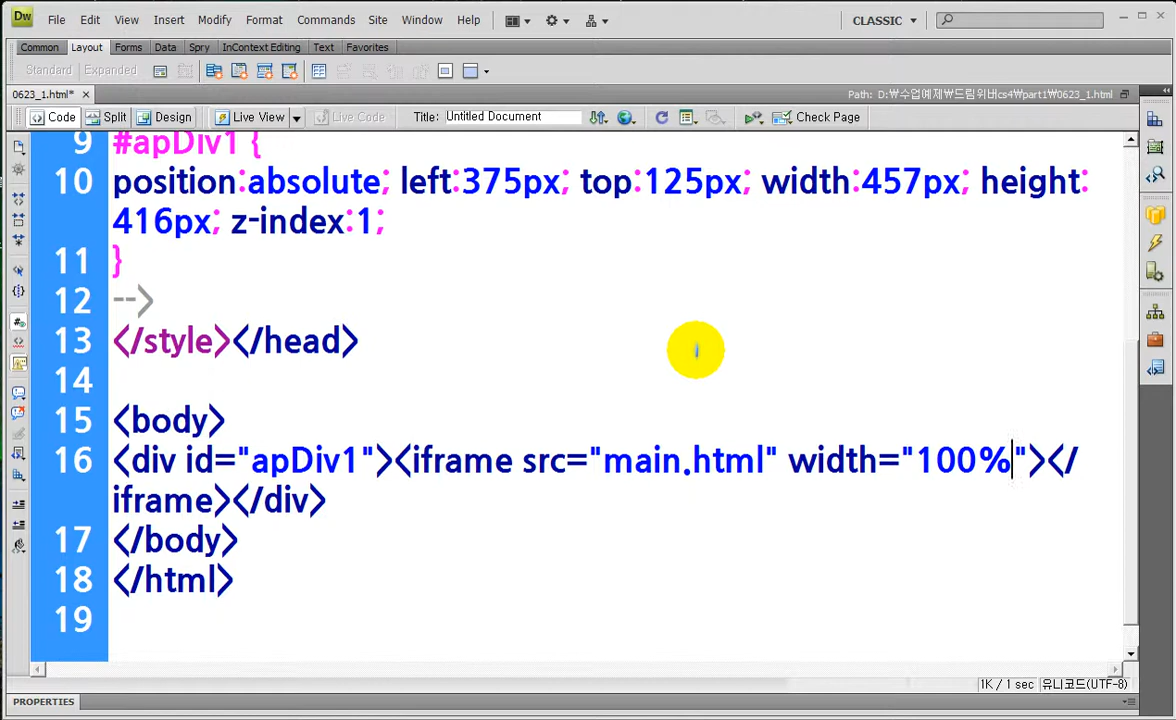 Dw File Edit View Insert Modify Format Commands Site Window Help CLASSIC
Common Layout Forms Data Spry InContext Editing Text Favorites
Standard Expanded
0623_1.html* Path: D:₩수업예제₩드림위버cs4₩part1₩0623_1.html
Code Split Design Live View Live Code Title: Untitled Document Check Page
9 #apDiv1 {
10 position:absolute; left:375px; top:125px; width:457px; height:
416px; z-index:1;
11 }
12 -->
13 </style></head>
14
15 <body>
16 <div id="apDiv1"><iframe src="main.html" width="100%"></
iframe></div>
17 </body>
18 </html>
19
1K / 1 sec 유니코드(UTF-8)
PROPERTIES